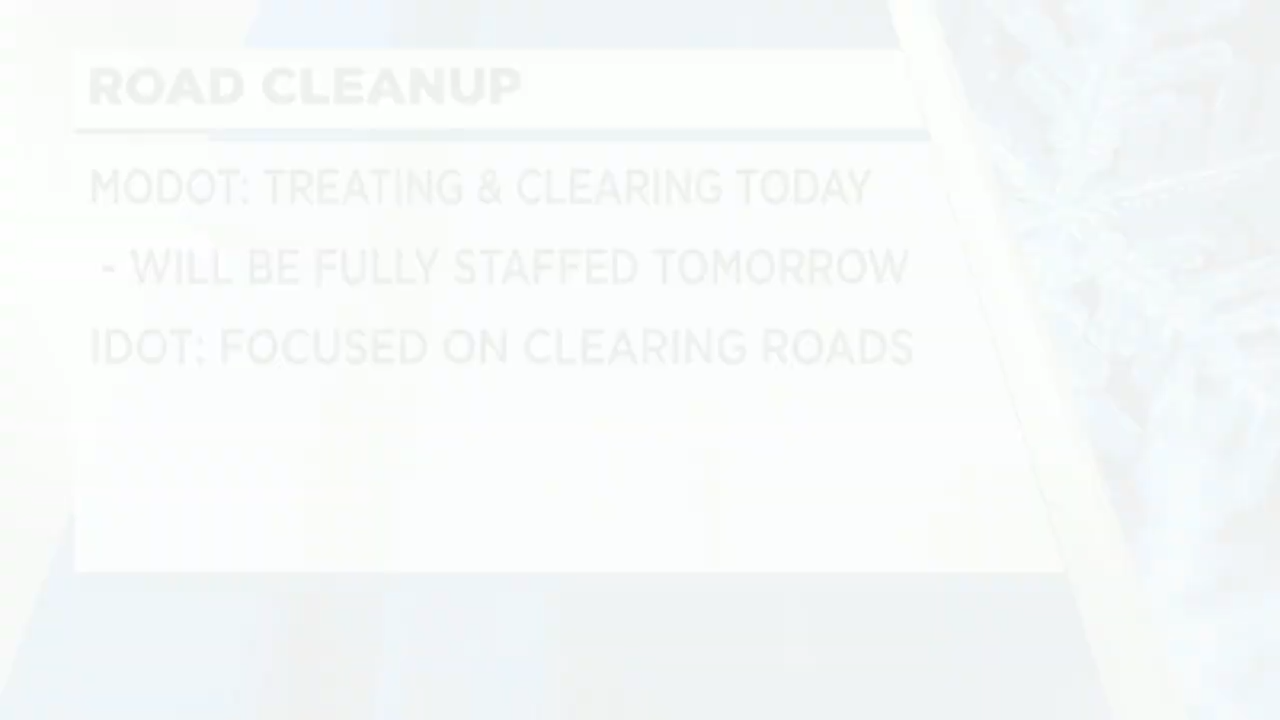 ROAD CLEANUP
MODOT: TREATING & CLEARING TODAY
- WILL BE FULLY STAFFED TOMORROW
IDOT: FOCUSED ON CLEARING ROADS